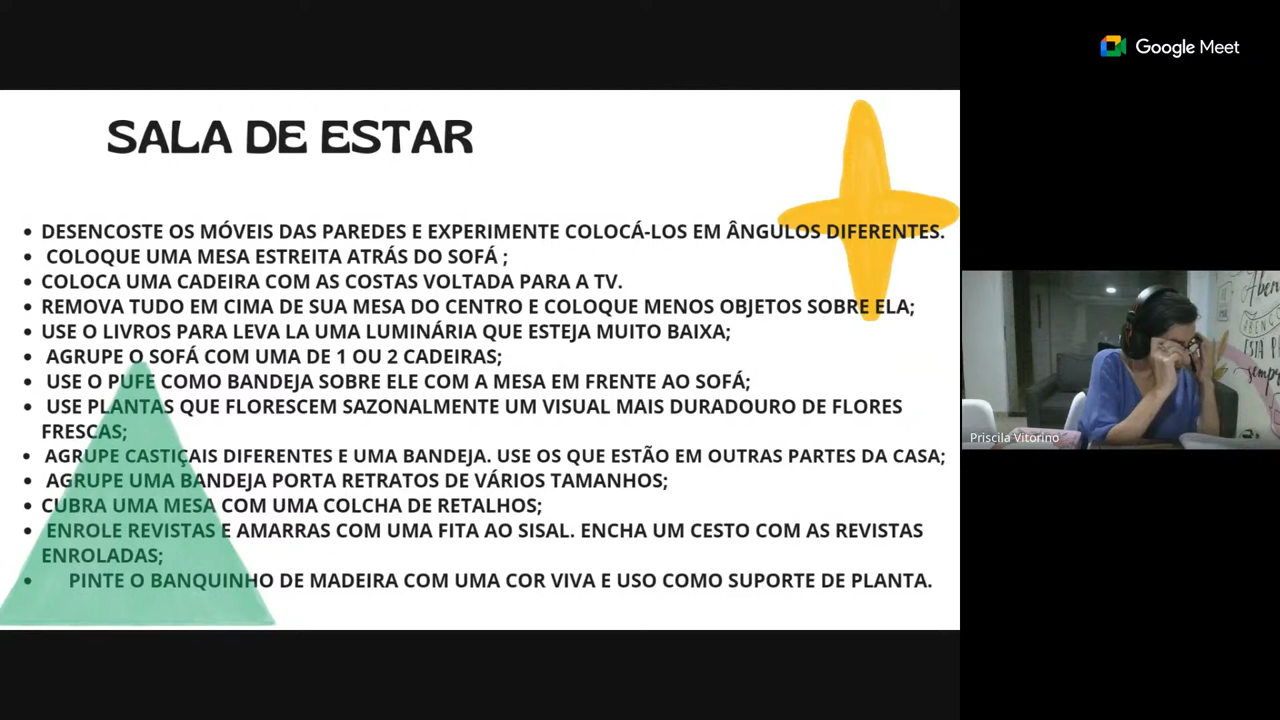 Google Meet
SALA DE ESTAR
• DESENCOSTE OS MÓVEIS DAS PAREDES E EXPERIMENTE COLOCÁ-LOS EM ÂNGULOS DIFERENTES.
• COLOQUE UMA MESA ESTREITA ATRÁS DO SOFÁ ;
• COLOCA UMA CADEIRA COM AS COSTAS VOLTADA PARA A TV.
• REMOVA TUDO EM CIMA DE SUA MESA DO CENTRO E COLOQUE MENOS OBJETOS SOBRE ELA;
• USE O LIVROS PARA LEVA LA UMA LUMINÁRIA QUE ESTEJA MUITO BAIXA;
• AGRUPE O SOFÁ COM UMA DE 1 OU 2 CADEIRAS;
• USE O PUFE COMO BANDEJA SOBRE ELE COM A MESA EM FRENTE AO SOFÁ;
• USE PLANTAS QUE FLORESCEM SAZONALMENTE UM VISUAL MAIS DURADOURO DE FLORES
FRESCAS;
• AGRUPE CASTIÇAIS DIFERENTES E UMA BANDEJA. USE OS QUE ESTÃO EM OUTRAS PARTES DA CASA;
• AGRUPE UMA BANDEJA PORTA RETRATOS DE VÁRIOS TAMANHOS;
• CUBRA UMA MESA COM UMA COLCHA DE RETALHOS;
• ENROLE REVISTAS E AMARRAS COM UMA FITA AO SISAL. ENCHA UM CESTO COM AS REVISTAS
ENROLADAS;
• PINTE O BANQUINHO DE MADEIRA COM UMA COR VIVA E USO COMO SUPORTE DE PLANTA.
Priscila Vitorino